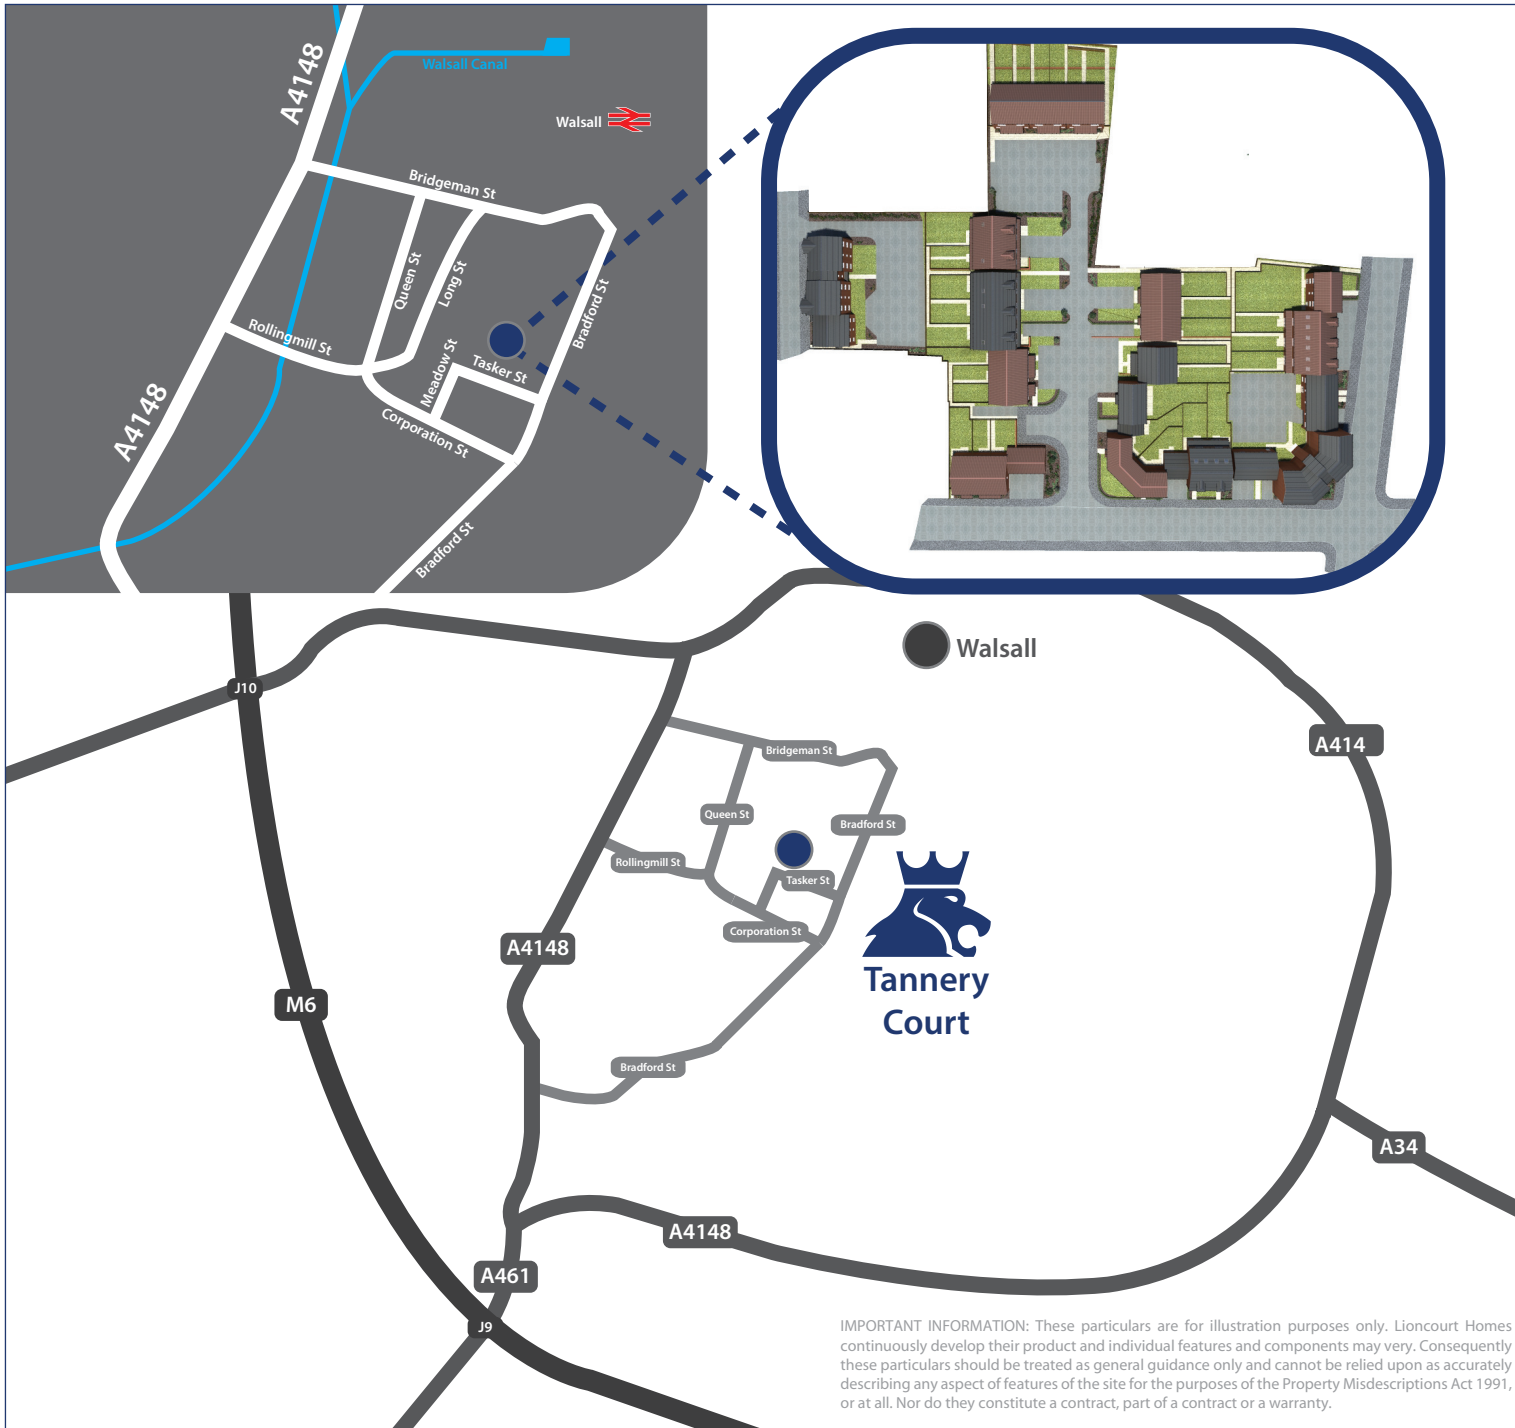 A4148
Walsall Canal
Walsall
Bridgeman St
Queen St
Long St
Bradford St
Rollingmill St
Meadow St
Tasker St
A4148
Corporation St
Bradford St
Walsall
J10
A414
Bridgeman St
Queen St
Bradford St
Rollingmill St
Tasker St
Corporation St
A4148
Tannery
Court
M6
Bradford St
A34
A4148
A461
J9
IMPORTANT INFORMATION: These particulars are for illustration purposes only. Lioncourt Homes
continuously develop their product and individual features and components may very. Consequently
these particulars should be treated as general guidance only and cannot be relied upon as accurately
describing any aspect of features of the site for the purposes of the Property Misdescriptions Act 1991,
or at all. Nor do they constitute a contract, part of a contract or a warranty.